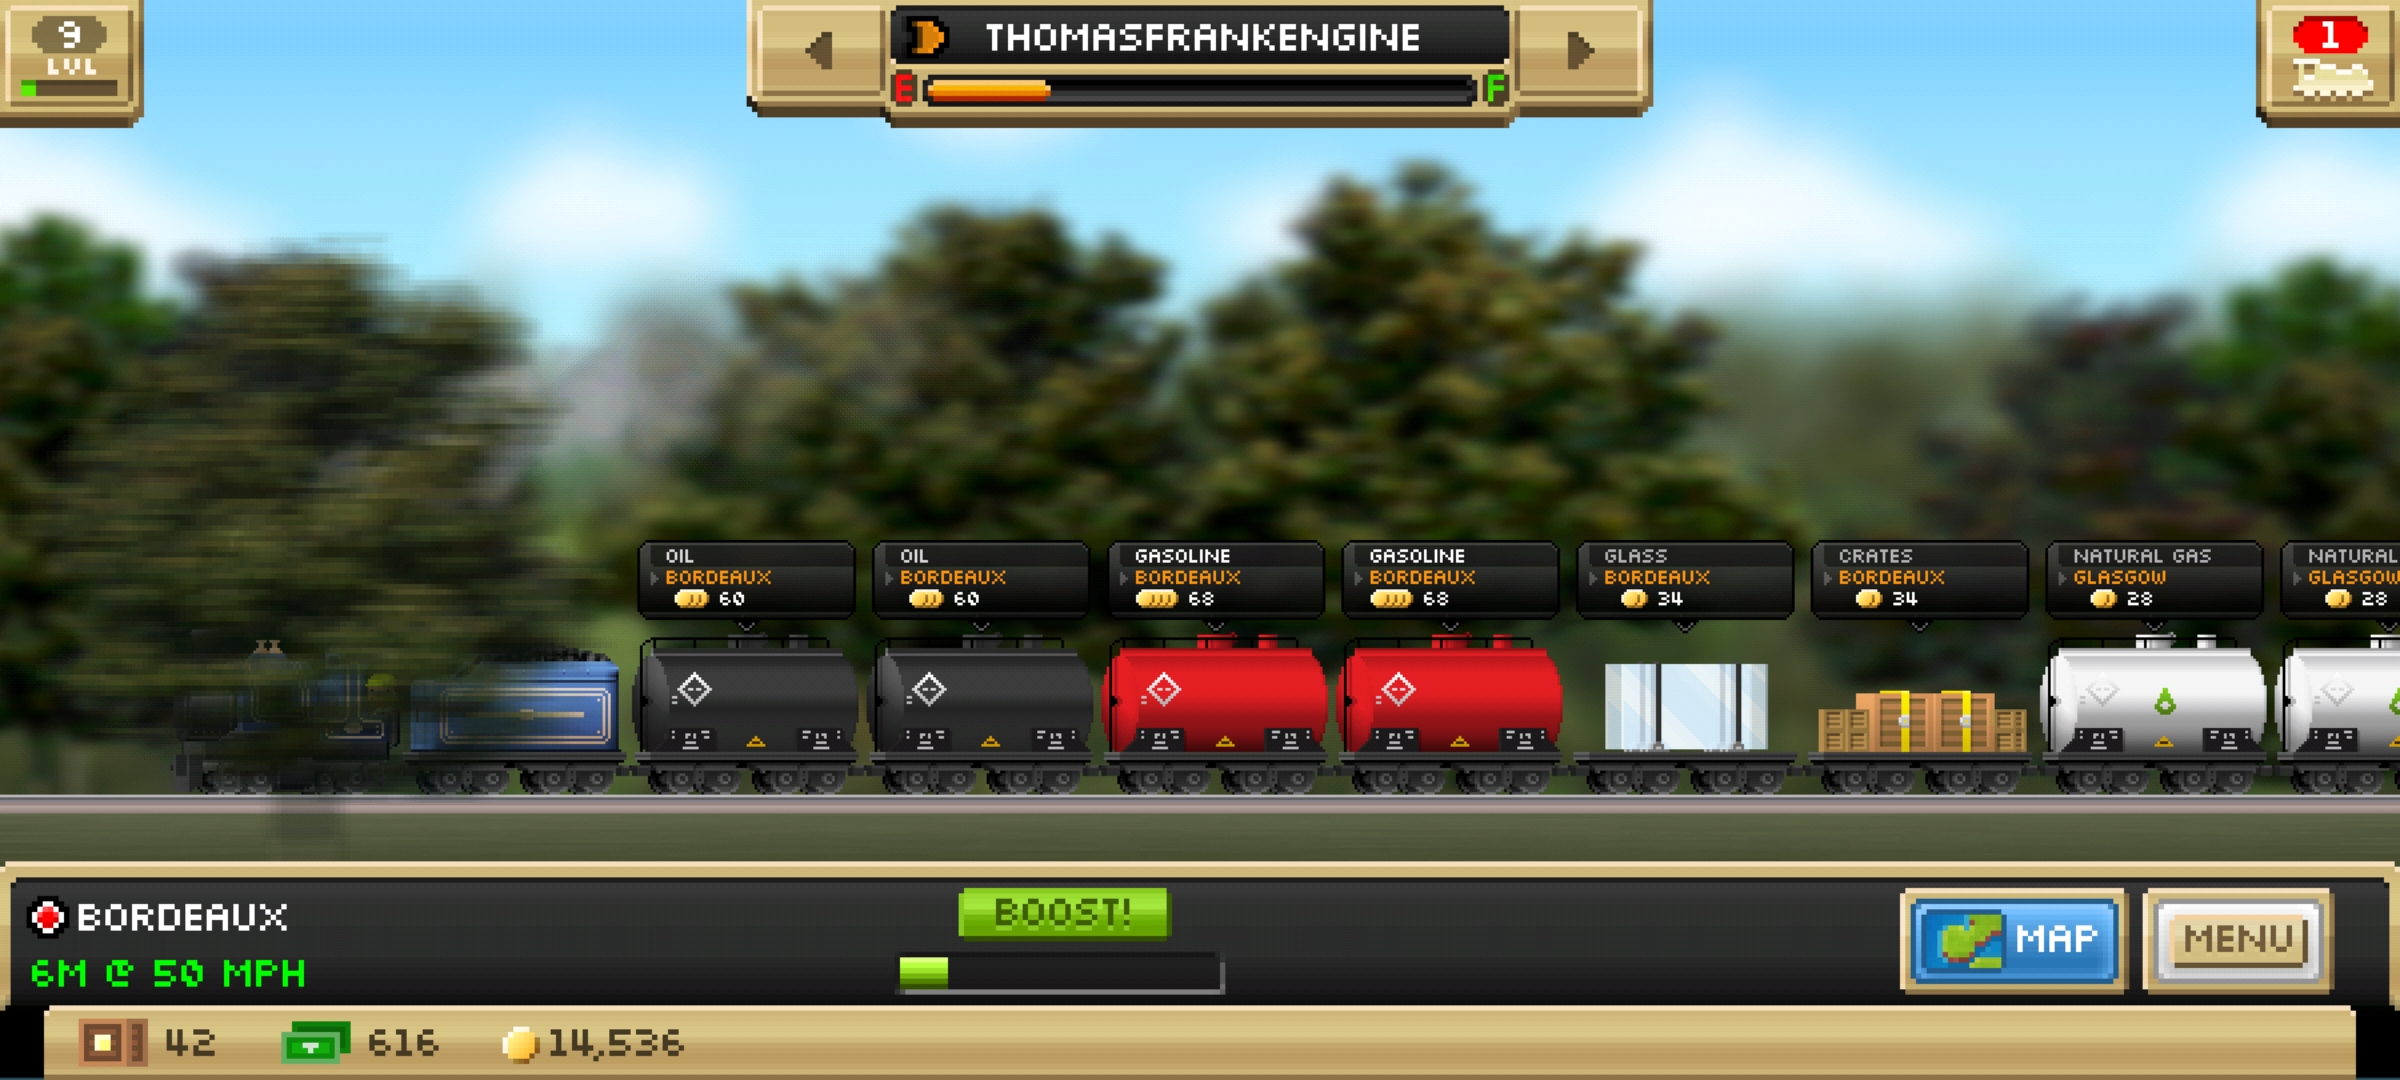 9
LVL
THOMASFRANKENGINE
E F
1
OIL
BORDEAUX
60
OIL
BORDEAUX
60
GASOLINE
BORDEAUX
68
GASOLINE
BORDEAUX
68
GLASS
BORDEAUX
34
CRATES
BORDEAUX
34
NATURAL GAS
GLASGOW
28
NATURAL
GLASGOW
28
BORDEAUX
6M @ 50 MPH
BOOST!
MAP
MENU
42
616
14,536